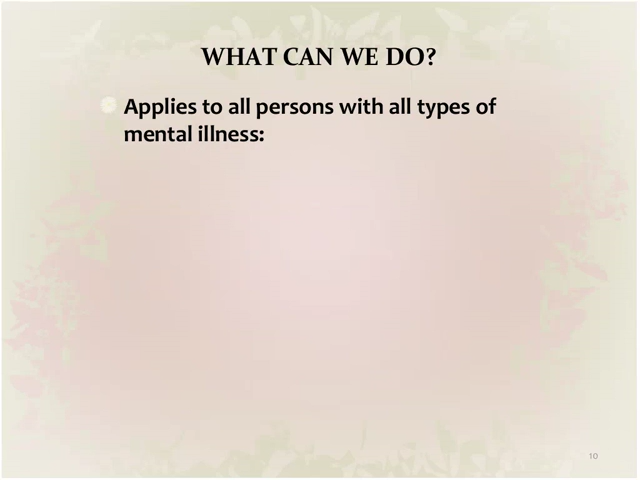 WHAT CAN WE DO?
Applies to all persons with all types of
mental illness:
10